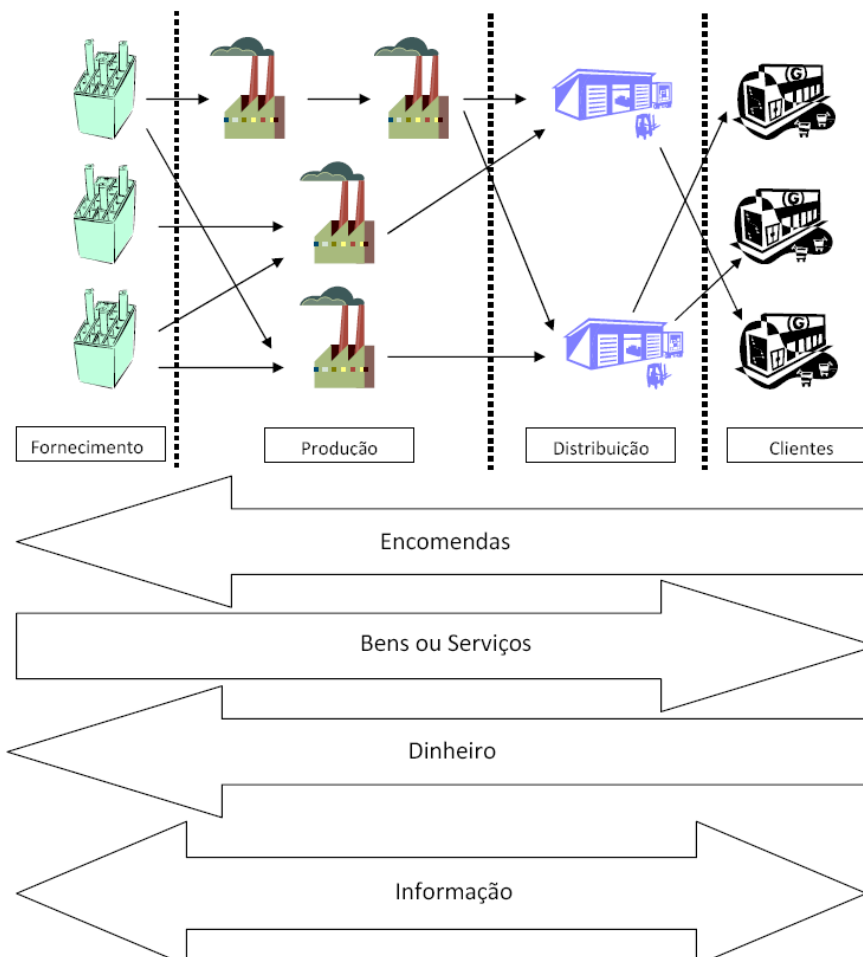 G
G
G
Fornecimento
Produção
Distribuição
Clientes
Encomendas
Bens ou Serviços
Dinheiro
Informação